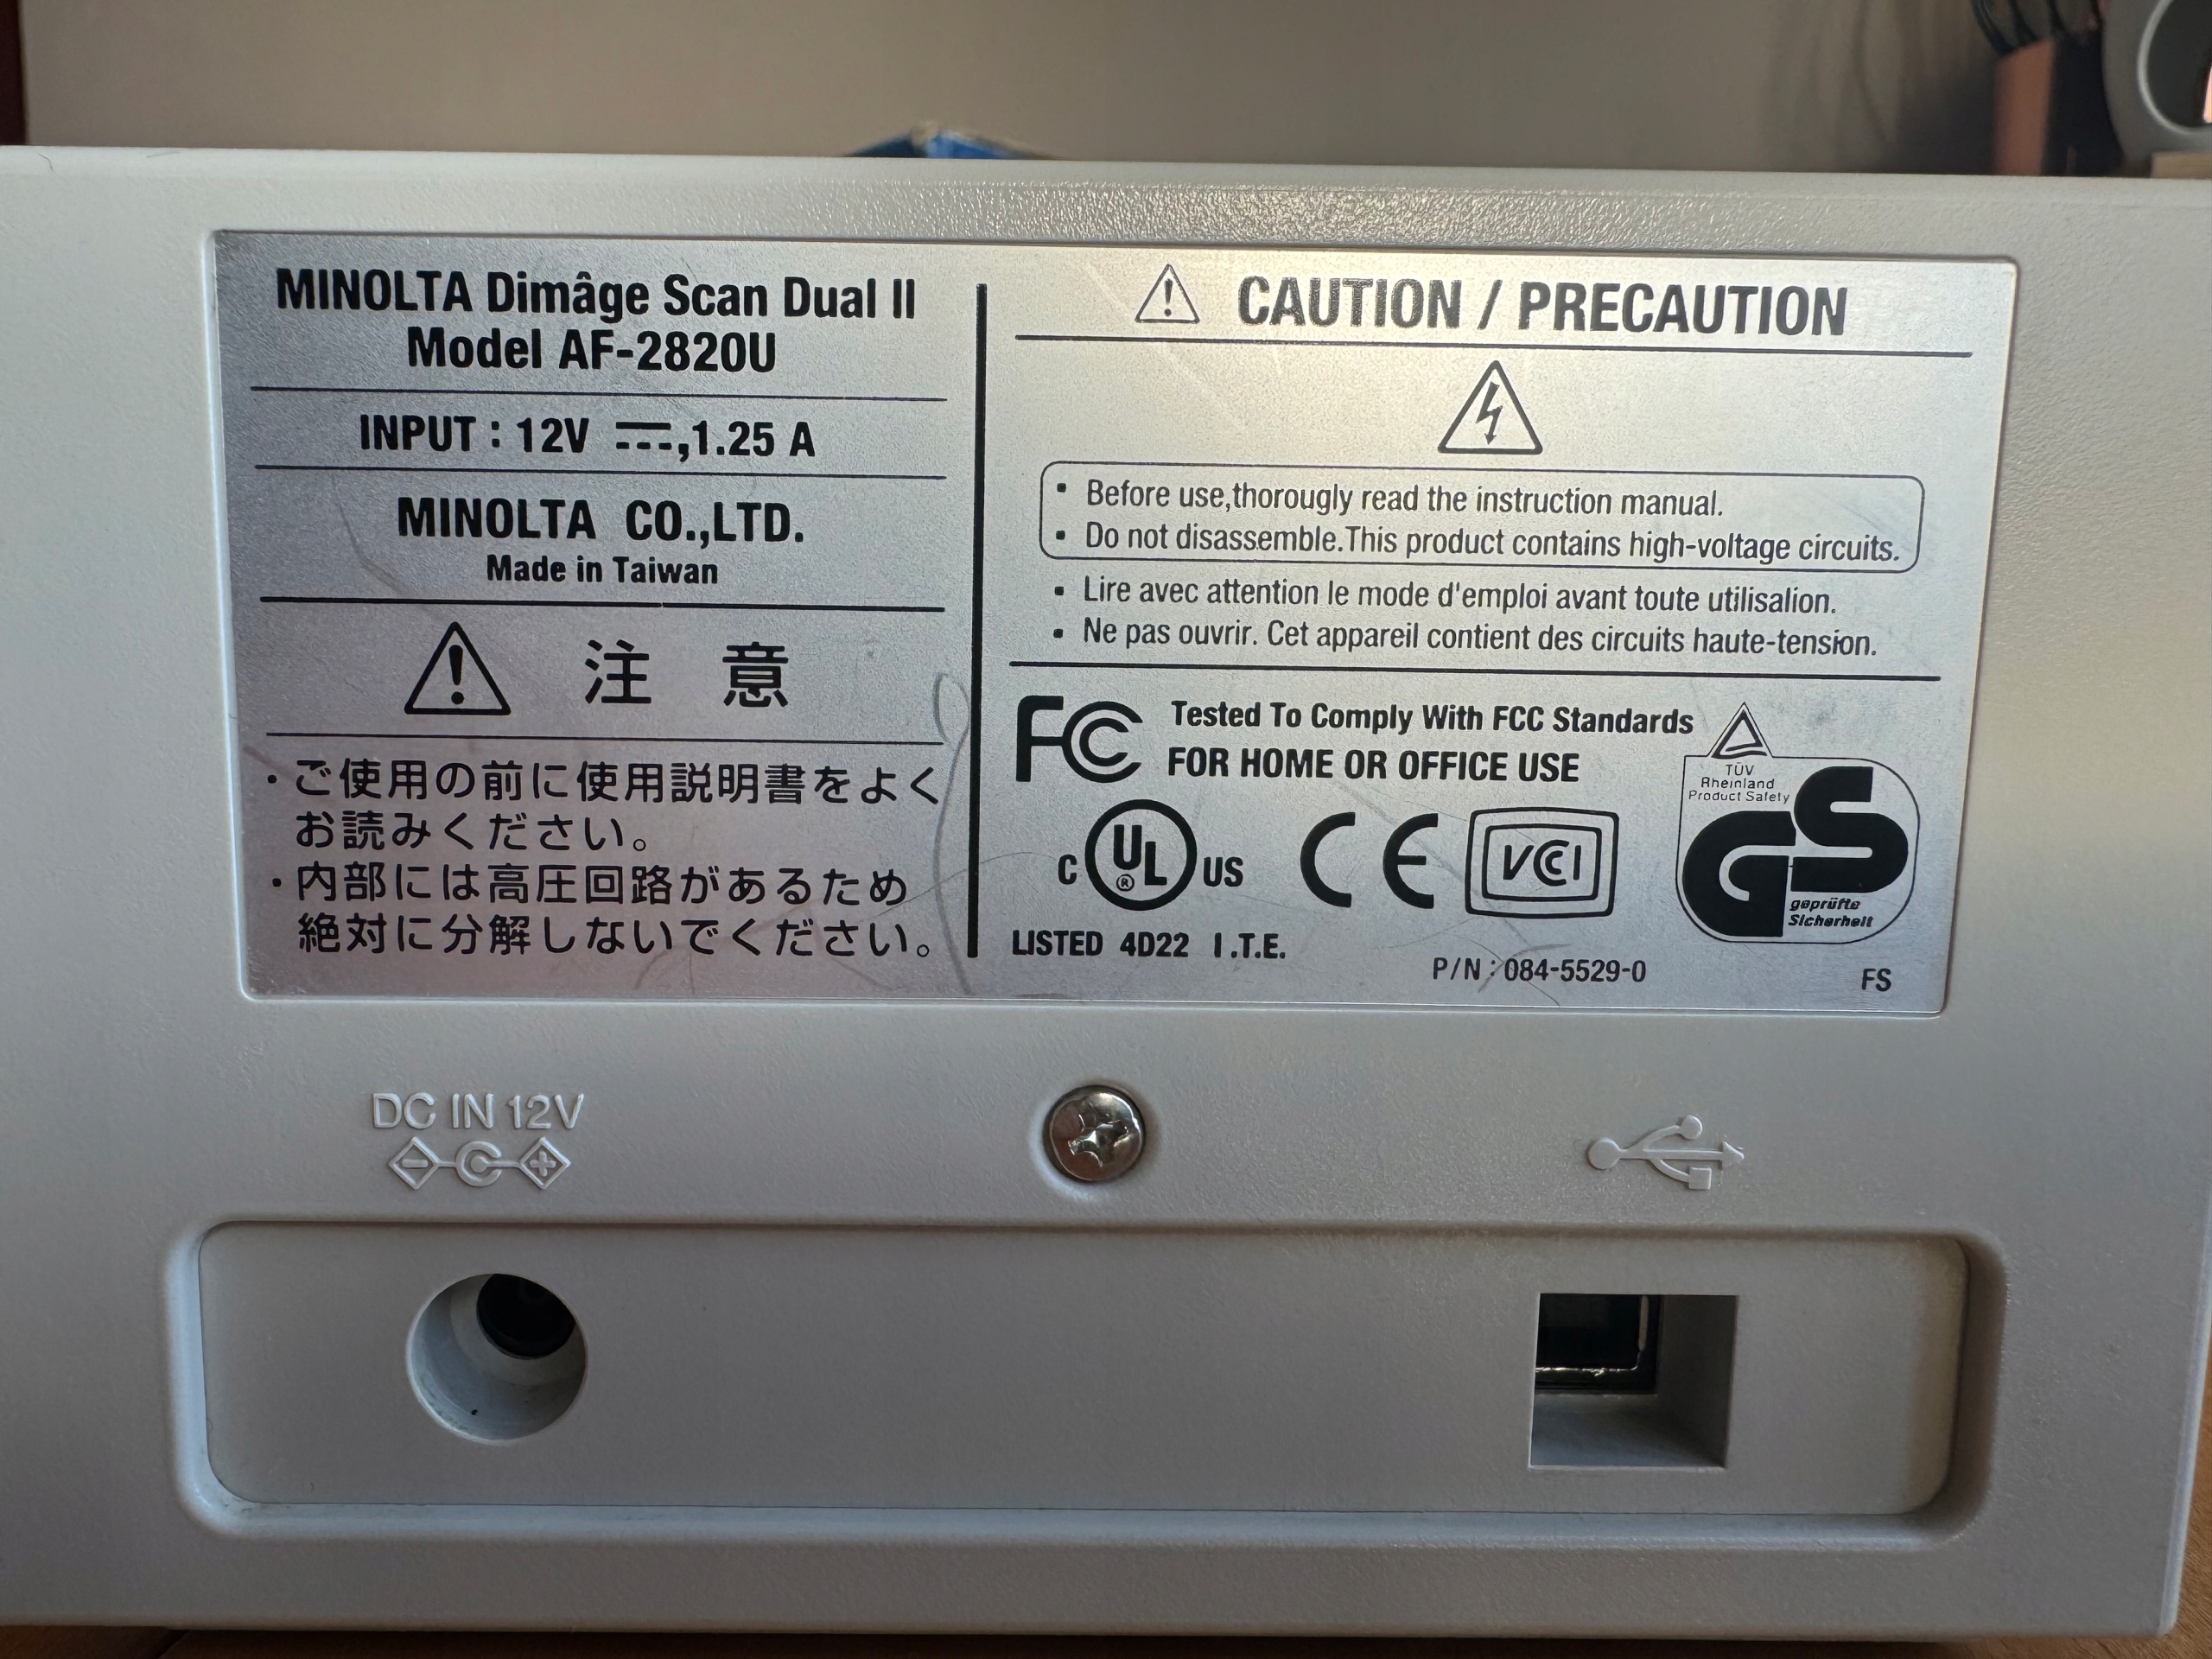 MINOLTA Dimâge Scan Dual II
Model AF-2820U
INPUT : 12V ⎓,1.25 A
MINOLTA CO.,LTD.
Made in Taiwan
注 意
・ご使用の前に使用説明書をよく
お読みください。
・内部には高圧回路があるため
絶対に分解しないでください。
CAUTION / PRECAUTION
▪ Before use,thorougly read the instruction manual.
▪ Do not disassemble.This product contains high-voltage circuits.
▪ Lire avec attention le mode d'emploi avant toute utilisalion.
▪ Ne pas ouvrir. Cet appareil contient des circuits haute-tension.
FC Tested To Comply With FCC Standards
FOR HOME OR OFFICE USE
C UL ® US CE VCCI
LISTED 4D22 I.T.E.
TÜV
Rheinland
Product Safety
GS
geprüfte
Sicherheit
P/N : 084-5529-0
FS
DC IN 12V